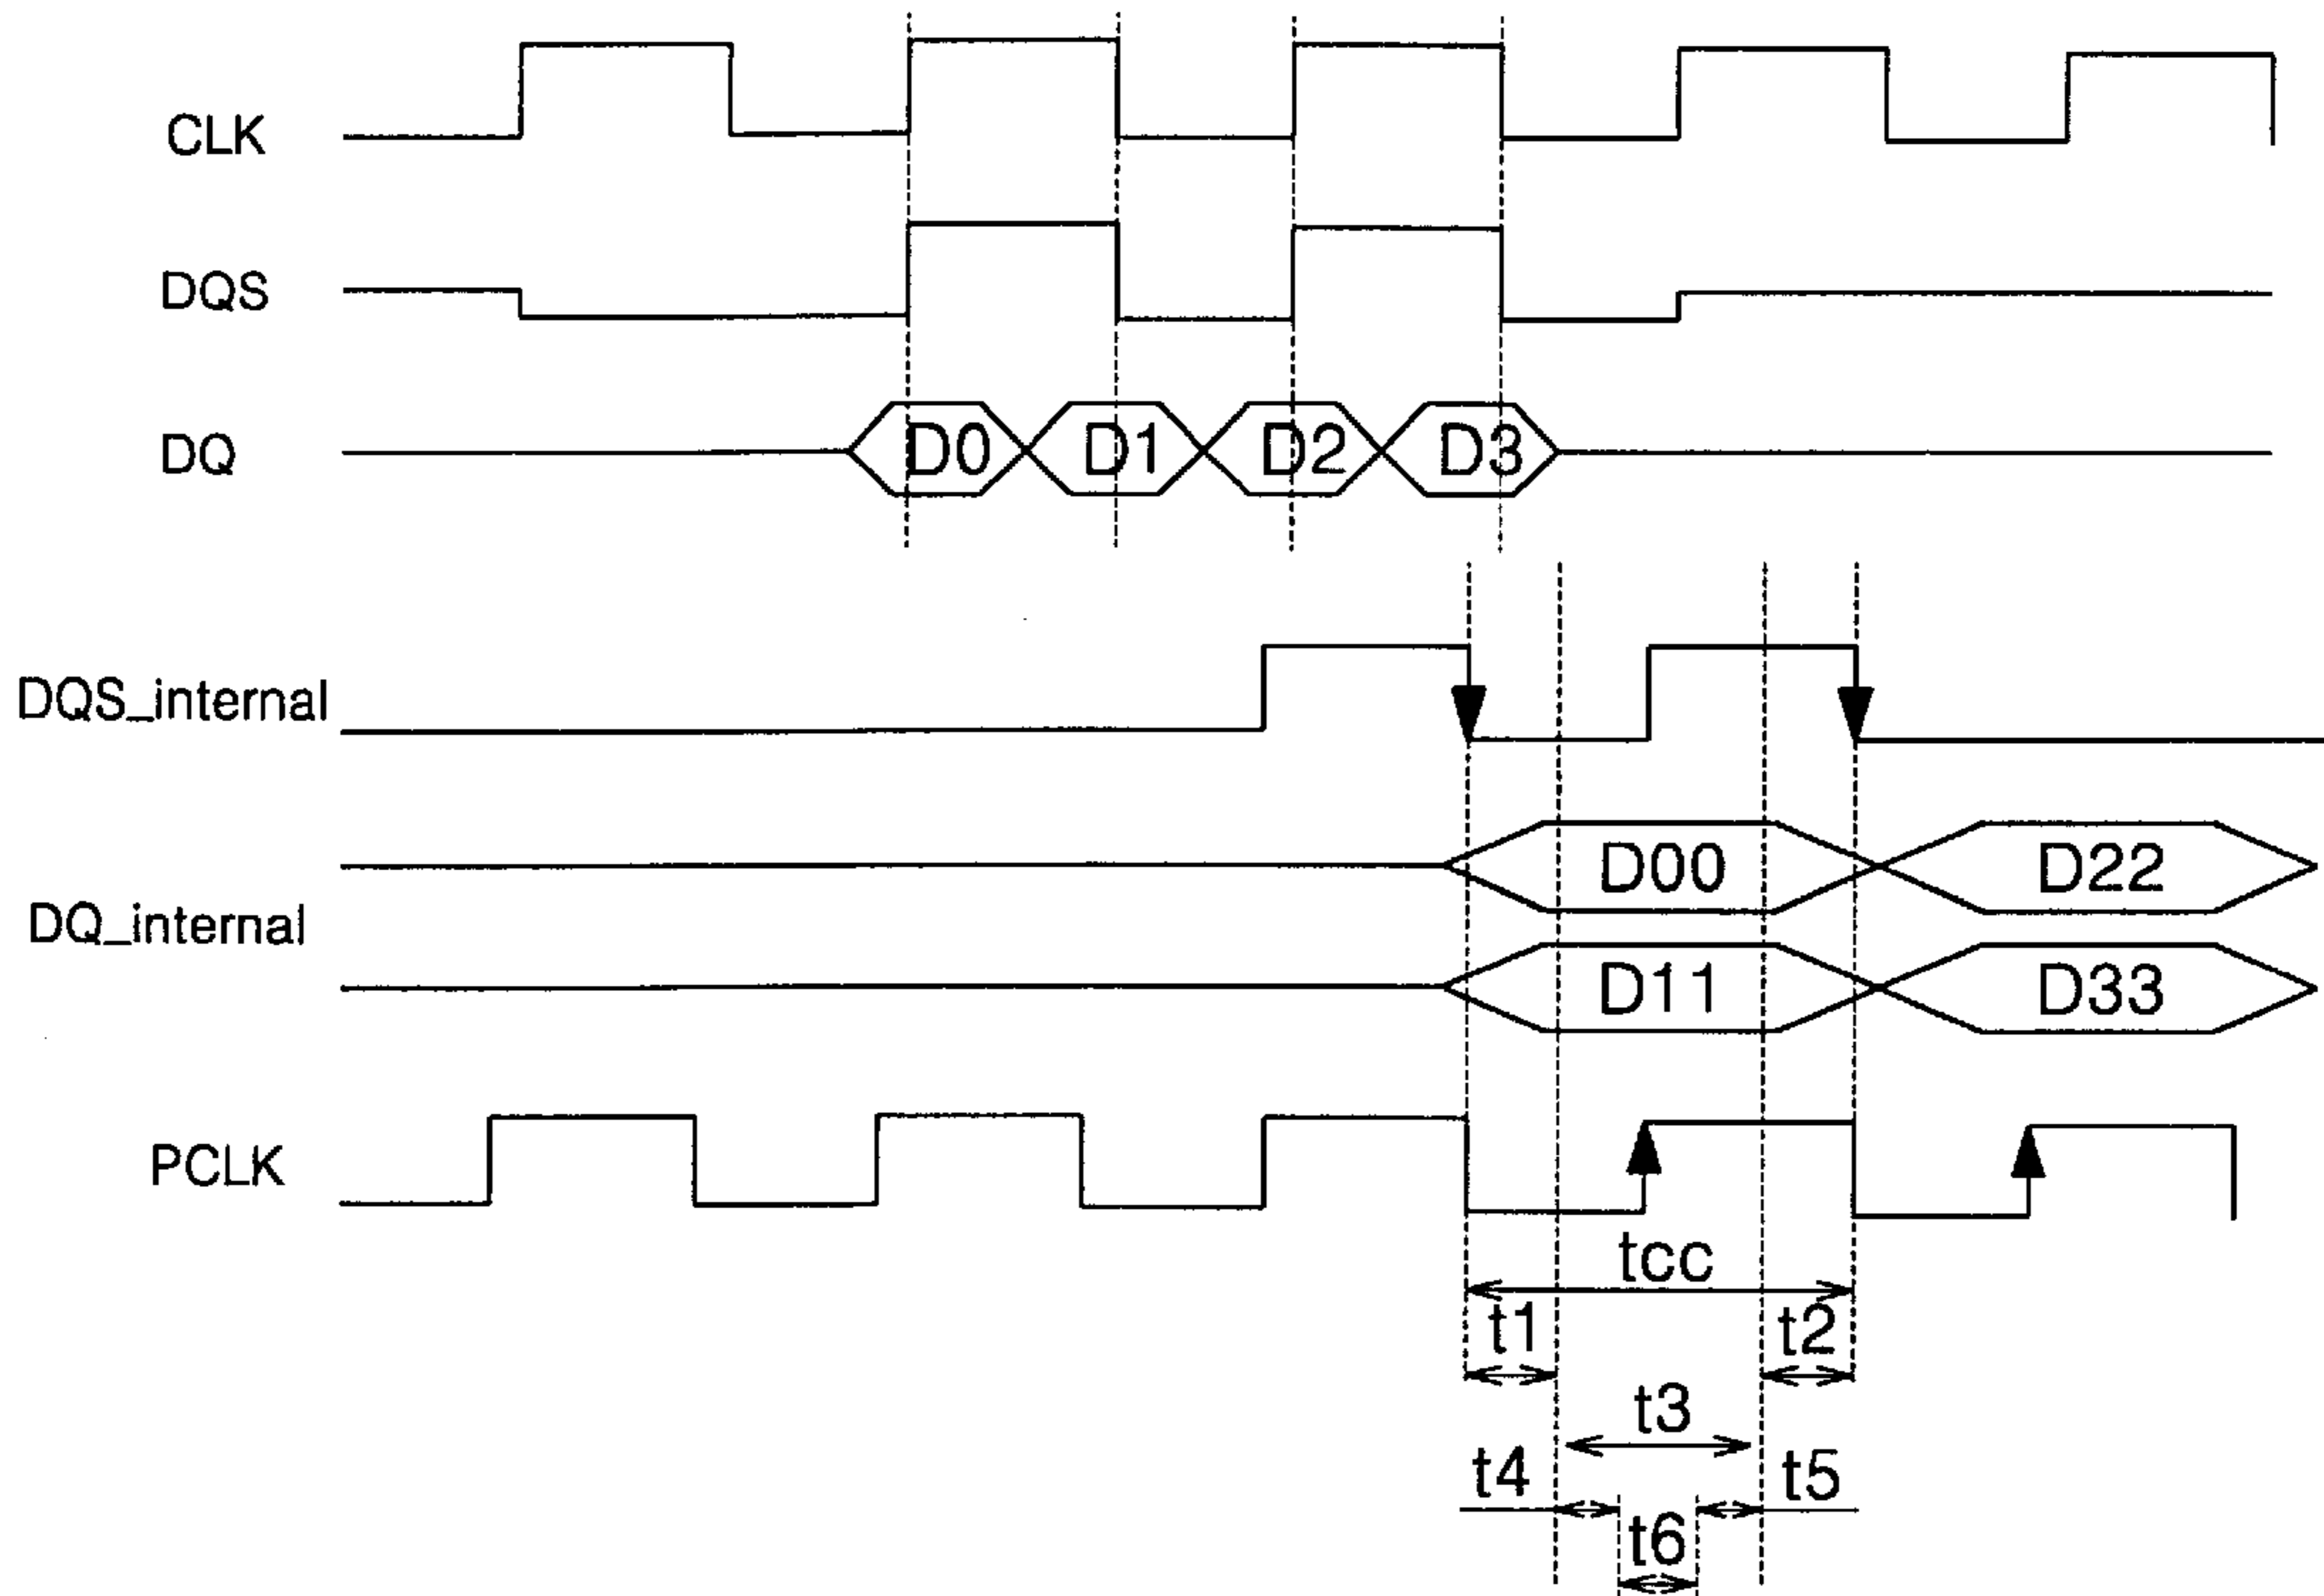 CLK
DQS
DQ
D0 D1 D2 D3
DQS_internal
D00 D22
DQ_internal
D11 D33
PCLK
tcc
t1 t2
t3
t4 t5
t6